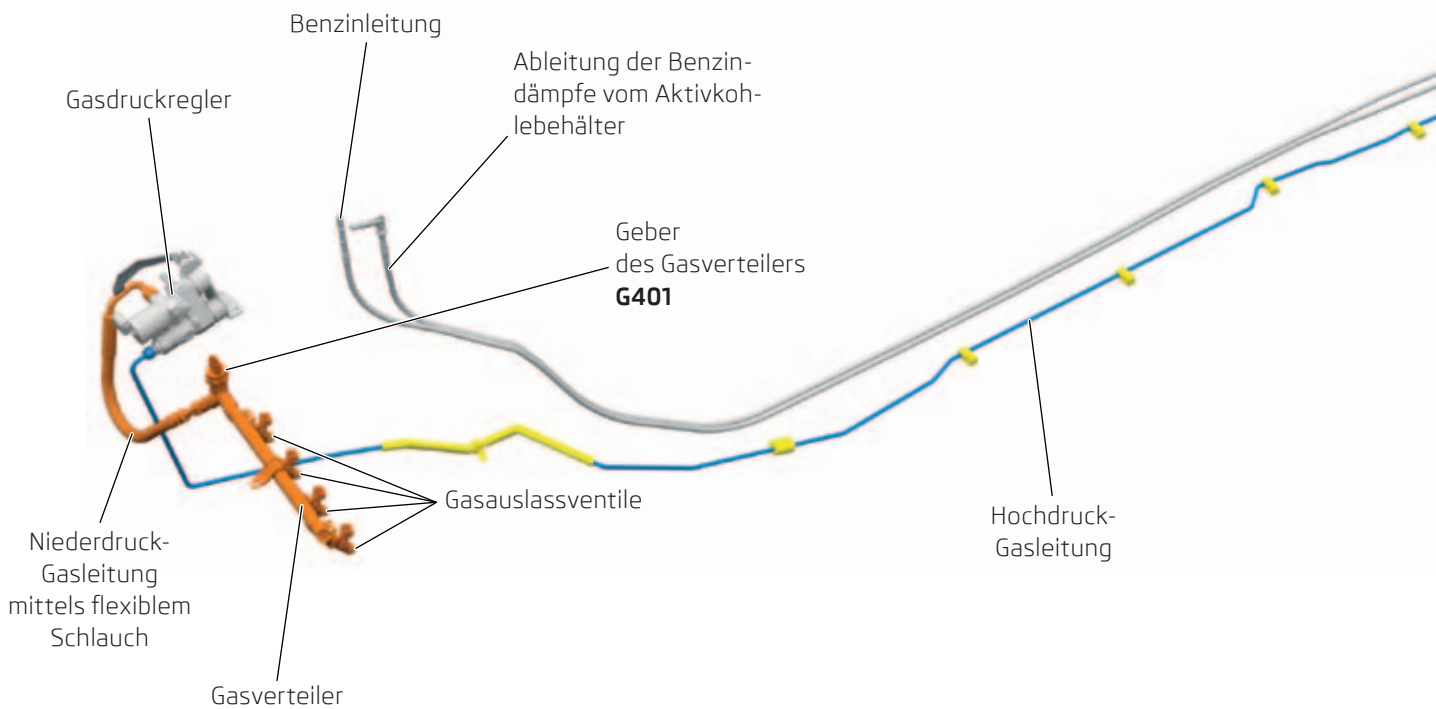 Benzinleitung
Ableitung der Benzin-
dämpfe vom Aktivkoh-
lebehälter
Gasdruckregler
Geber
des Gasverteilers
G401
Gasauslassventile
Hochdruck-
Gasleitung
Niederdruck-
Gasleitung
mittels flexiblem
Schlauch
Gasverteiler